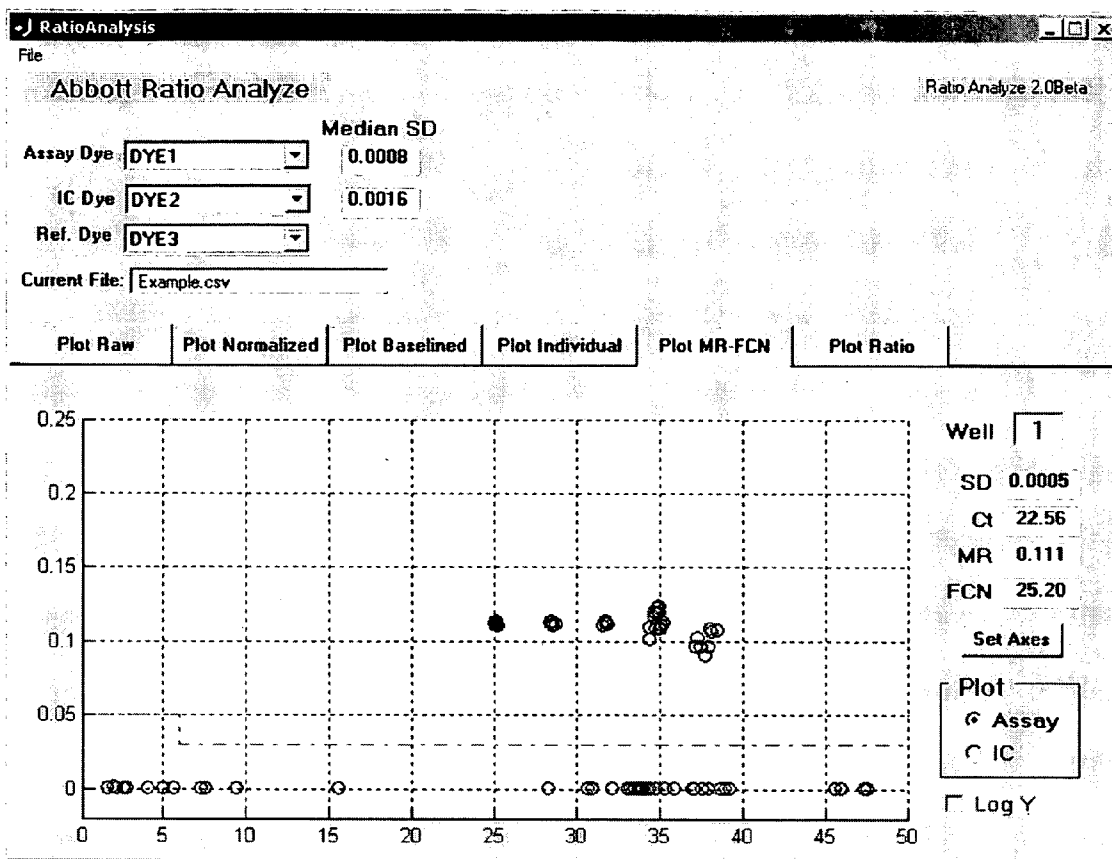 RatioAnalysis
File
Abbott Ratio Analyze
Ratio Analyze 2.0Beta
Median SD
Assay Dye DYE1 0.0008
IC Dye DYE2 0.0016
Ref. Dye DYE3
Current File: Example.csv
Plot Raw Plot Normalized Plot Baselined Plot Individual Plot MR-FCN Plot Ratio
0.25
0.2
0.15
0.1
0.05
0
0 5 10 15 20 25 30 35 40 45 50
Well 1
SD 0.0005
Ct 22.56
MR 0.111
FCN 25.20
Set Axes
Plot
Assay
IC
Log Y